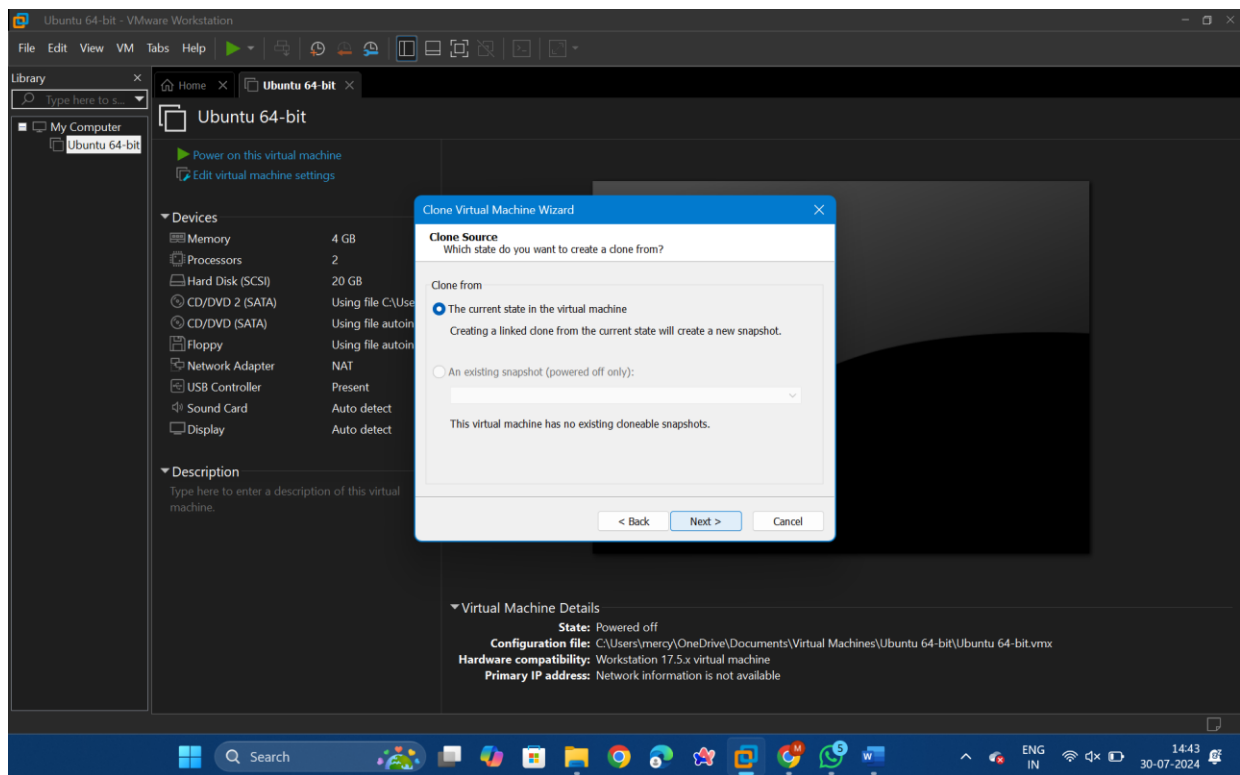 Ubuntu 64-bit - VMware Workstation
File Edit View VM Tabs Help
Library
Type here to s...
My Computer
Ubuntu 64-bit
Home
Ubuntu 64-bit
Ubuntu 64-bit
Power on this virtual machine
Edit virtual machine settings
Devices
Memory 4 GB
Processors 2
Hard Disk (SCSI) 20 GB
CD/DVD 2 (SATA) Using file C:\Use
CD/DVD (SATA) Using file autoin
Floppy Using file autoin
Network Adapter NAT
USB Controller Present
Sound Card Auto detect
Display Auto detect
Description
Type here to enter a description of this virtual
machine.
Clone Virtual Machine Wizard
Clone Source
Which state do you want to create a clone from?
Clone from
The current state in the virtual machine
Creating a linked clone from the current state will create a new snapshot.
An existing snapshot (powered off only):
This virtual machine has no existing cloneable snapshots.
< Back Next > Cancel
Virtual Machine Details
State: Powered off
Configuration file: C:\Users\mercy\OneDrive\Documents\Virtual Machines\Ubuntu 64-bit\Ubuntu 64-bit.vmx
Hardware compatibility: Workstation 17.5.x virtual machine
Primary IP address: Network information is not available
Search
M
5
W
ENG
IN
14:43
30-07-2024